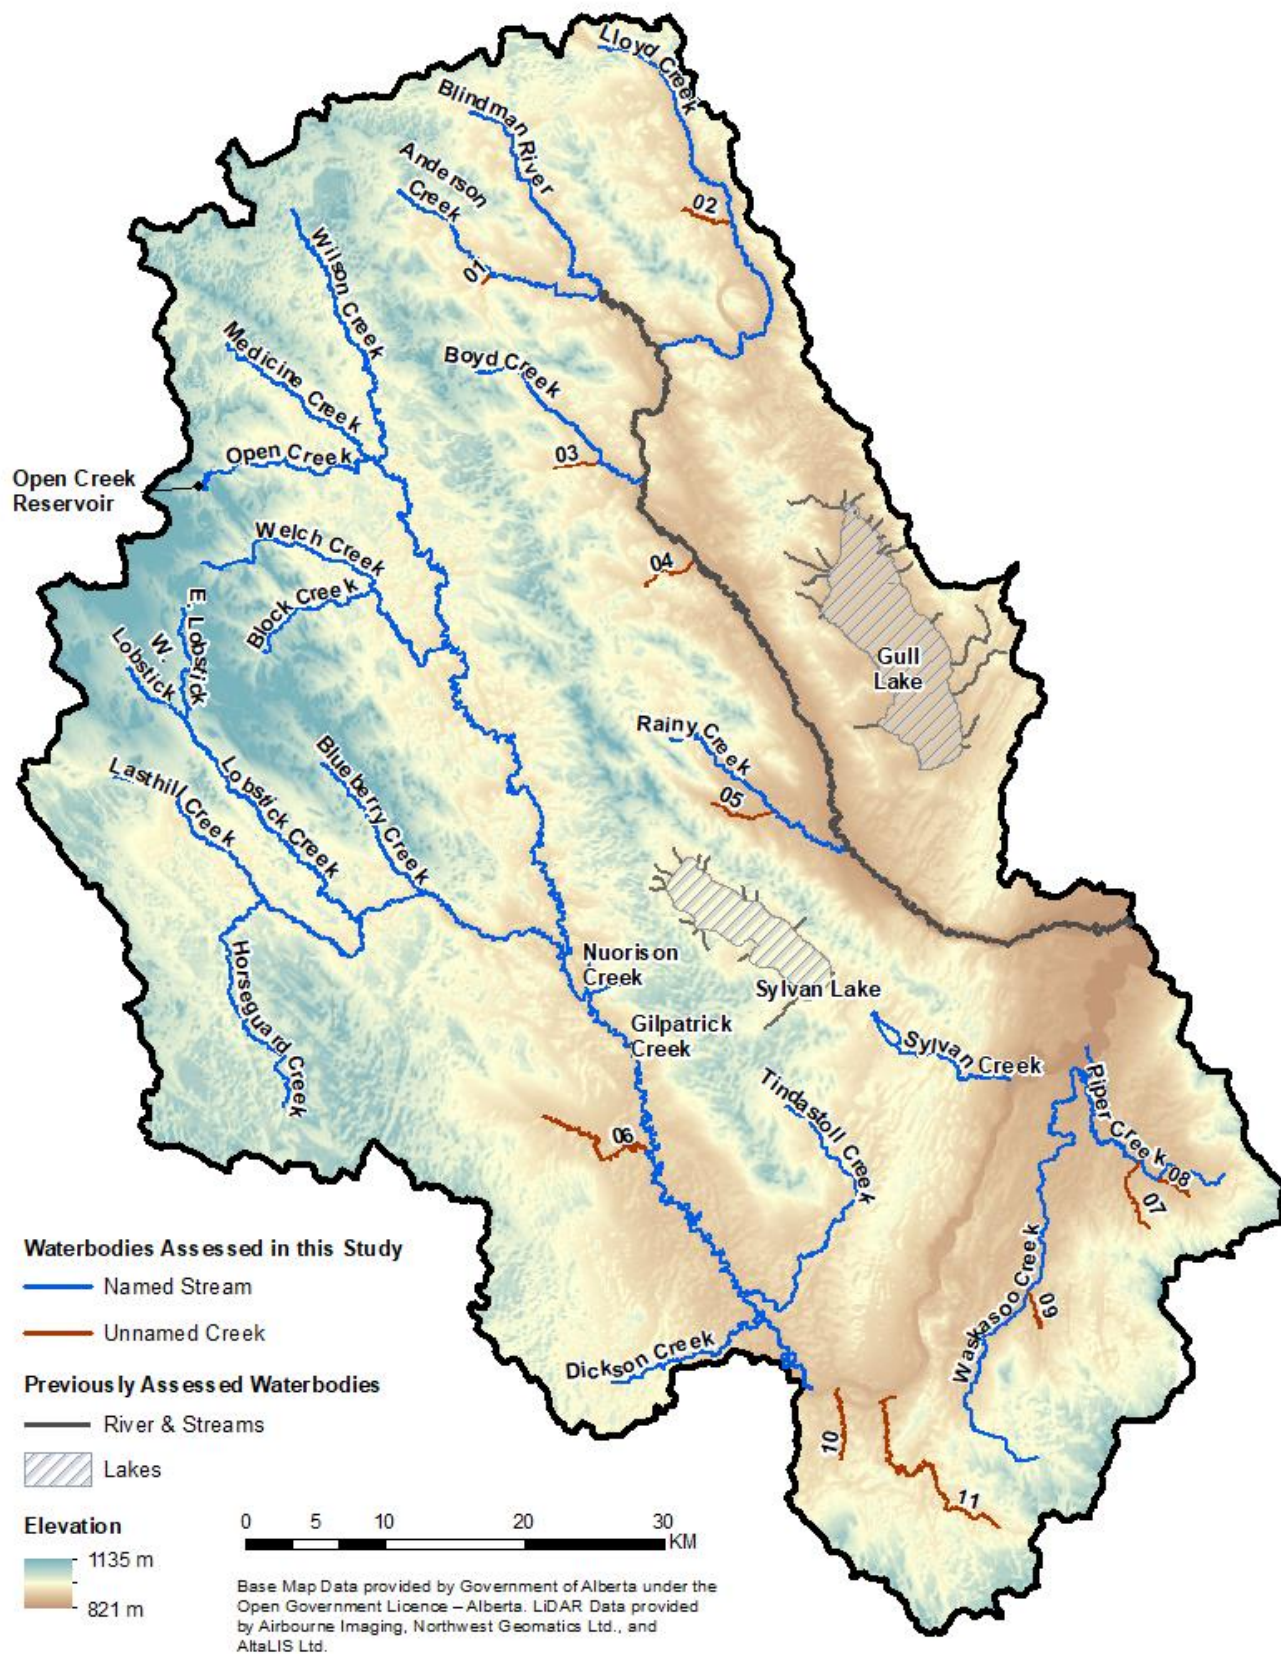 Lloyd Creek
Blindman River
Anderson
Creek
02
01
Wilson Creek
Medicine Creek
Boyd Creek
Open Creek
03
Open Creek
Reservoir
Welch Creek
04
Block Creek
E. Lobstick
W.
Lobstick
Gull
Lake
Rainy Creek
Blueberry Creek
Lasthill Creek
Lobstick Creek
05
Horseguard Creek
Nuorison
Creek
Sylvan Lake
Gilpatrick
Creek
Sylvan Creek
Tindastoll Creek
Piper Creek
06
08
07
Waskasoo Creek
09
Dickson Creek
10
11
Waterbodies Assessed in this Study
Named Stream
Unnamed Creek
Previously Assessed Waterbodies
River & Streams
Lakes
Elevation
1135 m
821 m
0 5 10 20 30
KM
Base Map Data provided by Government of Alberta under the
Open Government Licence – Alberta. LiDAR Data provided
by Airbourne Imaging, Northwest Geomatics Ltd., and
AltaLIS Ltd.